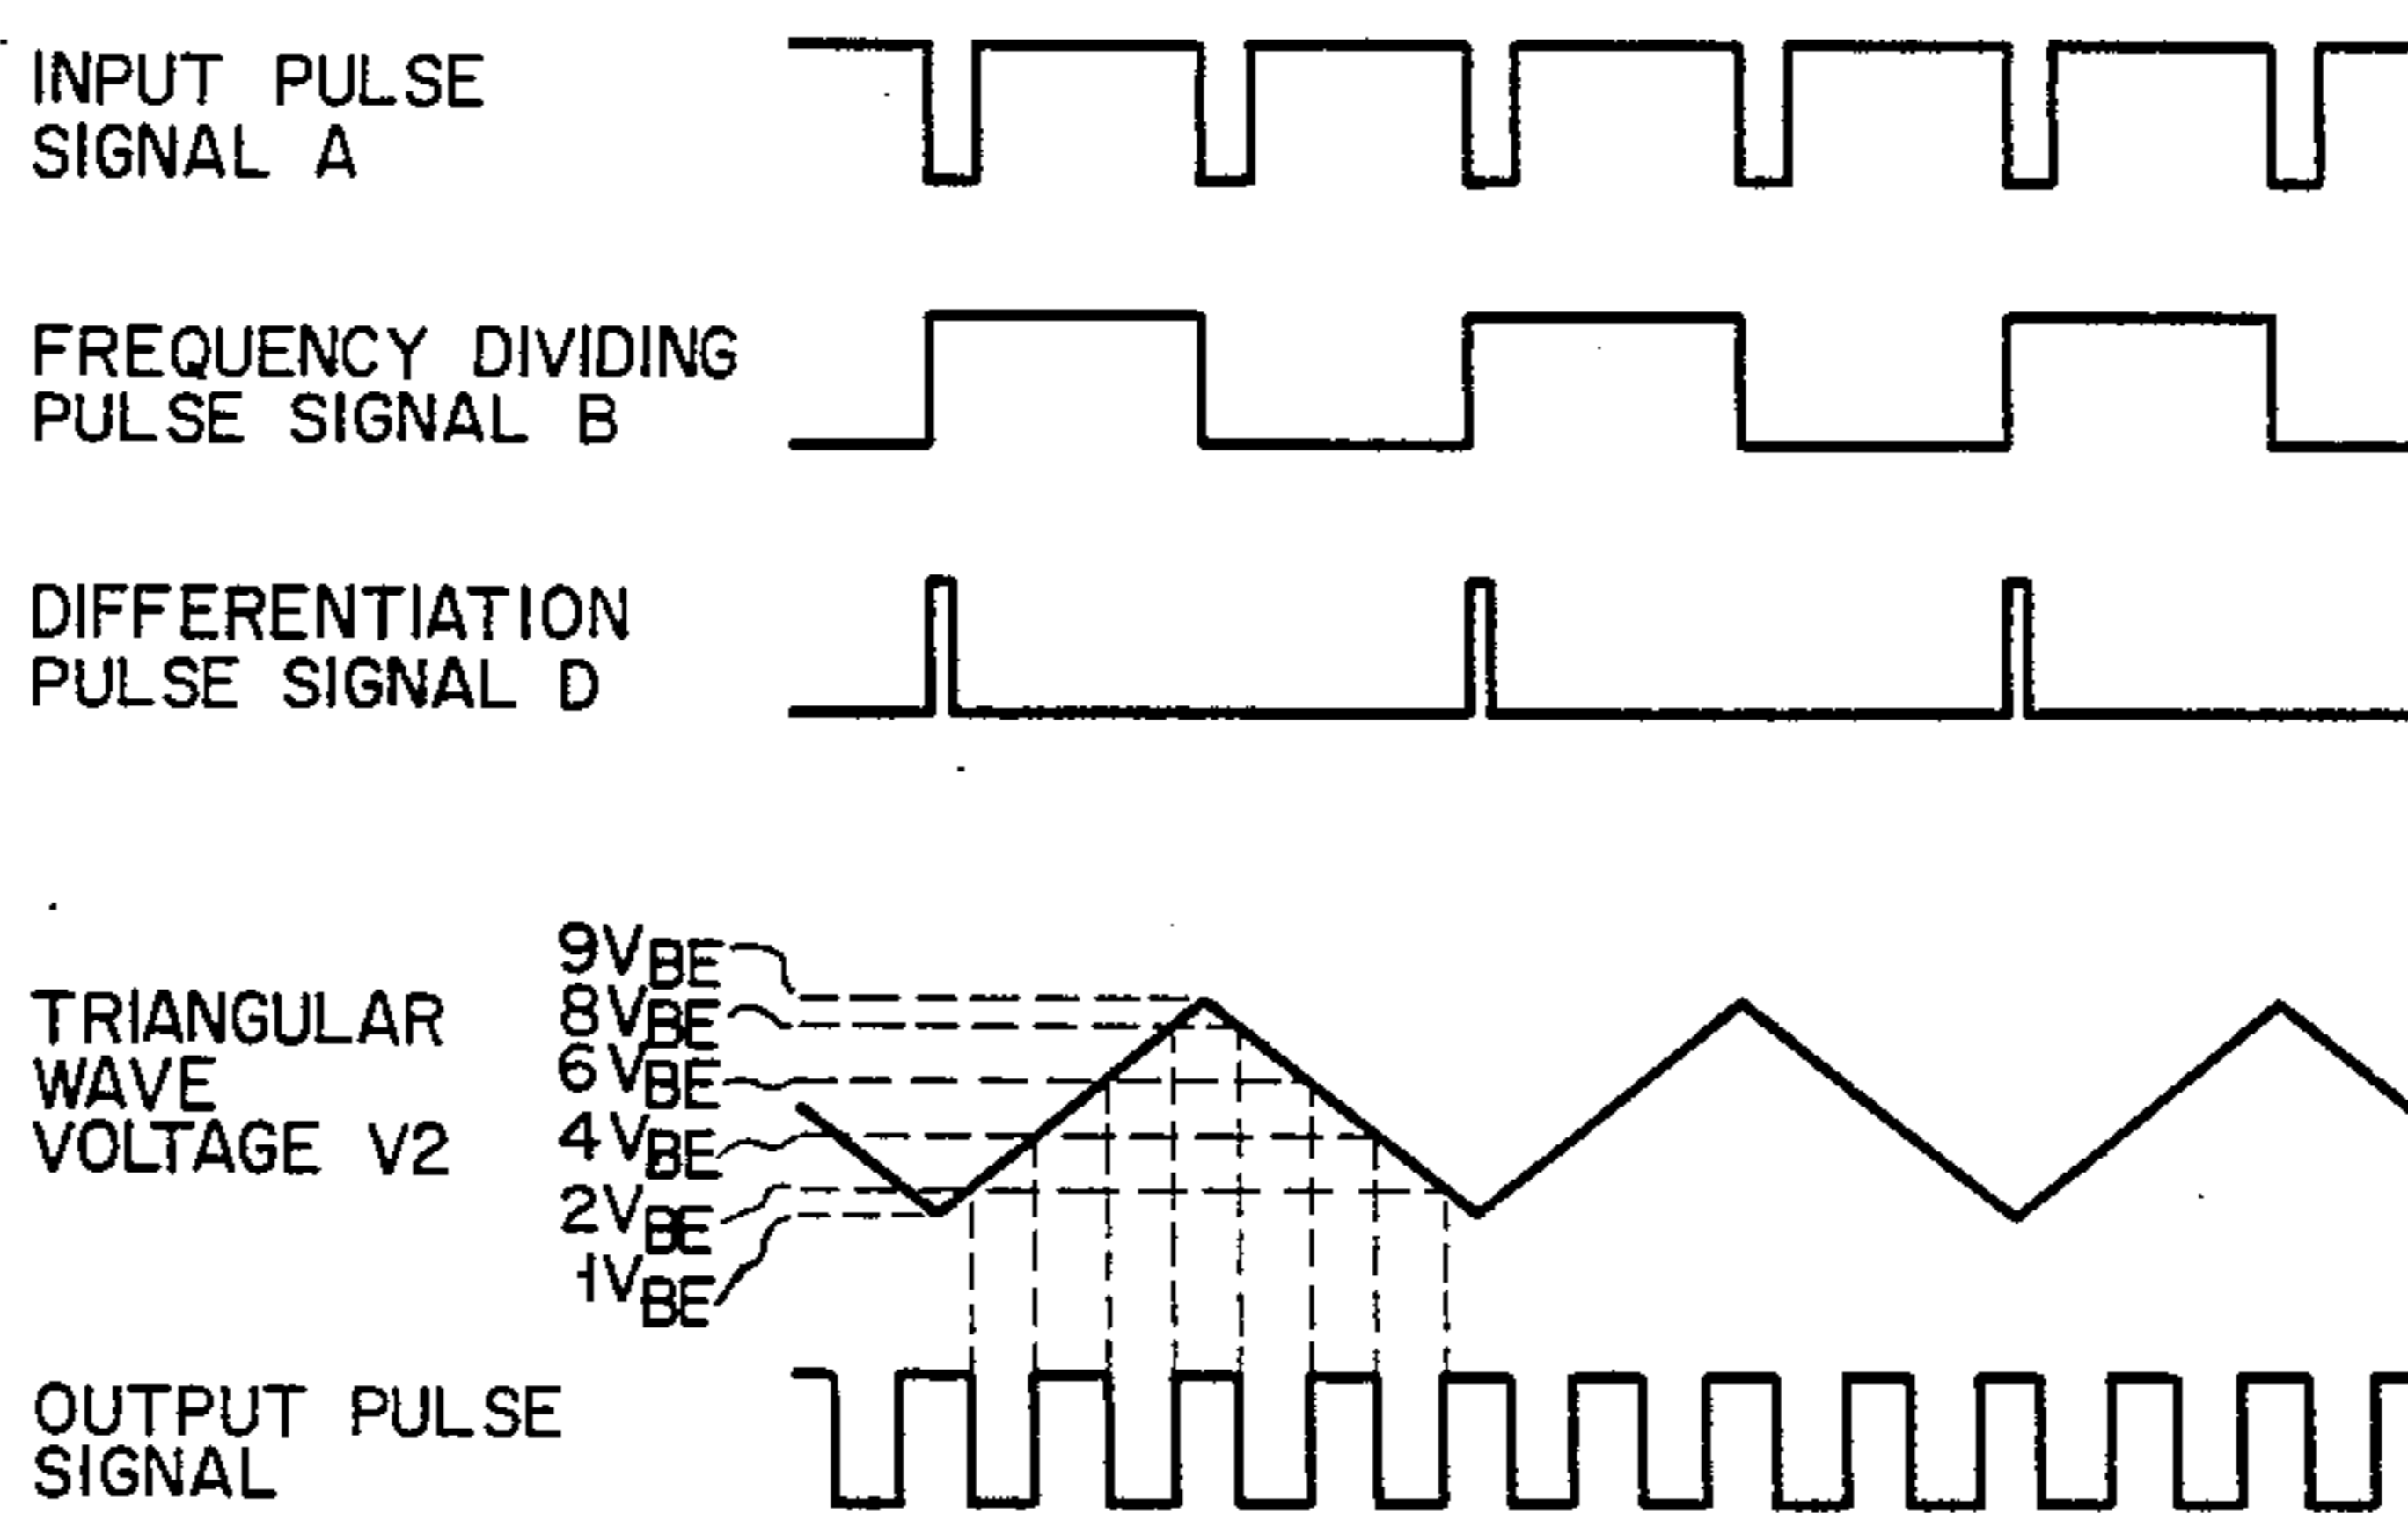 INPUT PULSE
SIGNAL A
FREQUENCY DIVIDING
PULSE SIGNAL B
DIFFERENTIATION
PULSE SIGNAL D
TRIANGULAR
WAVE
VOLTAGE V2
9VBE
8VBE
6VBE
4VBE
2VBE
1VBE
OUTPUT PULSE
SIGNAL